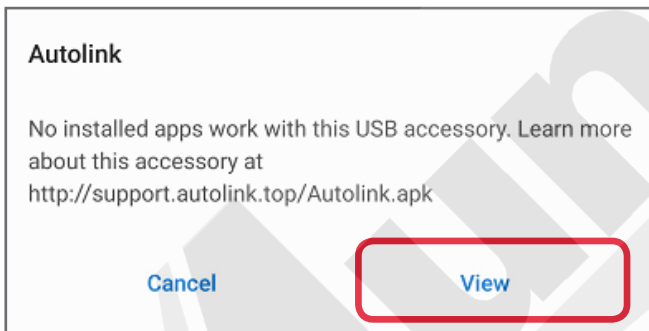 Autolink
No installed apps work with this USB accessory. Learn more
about this accessory at
http://support.autolink.top/Autolink.apk
Cancel
View